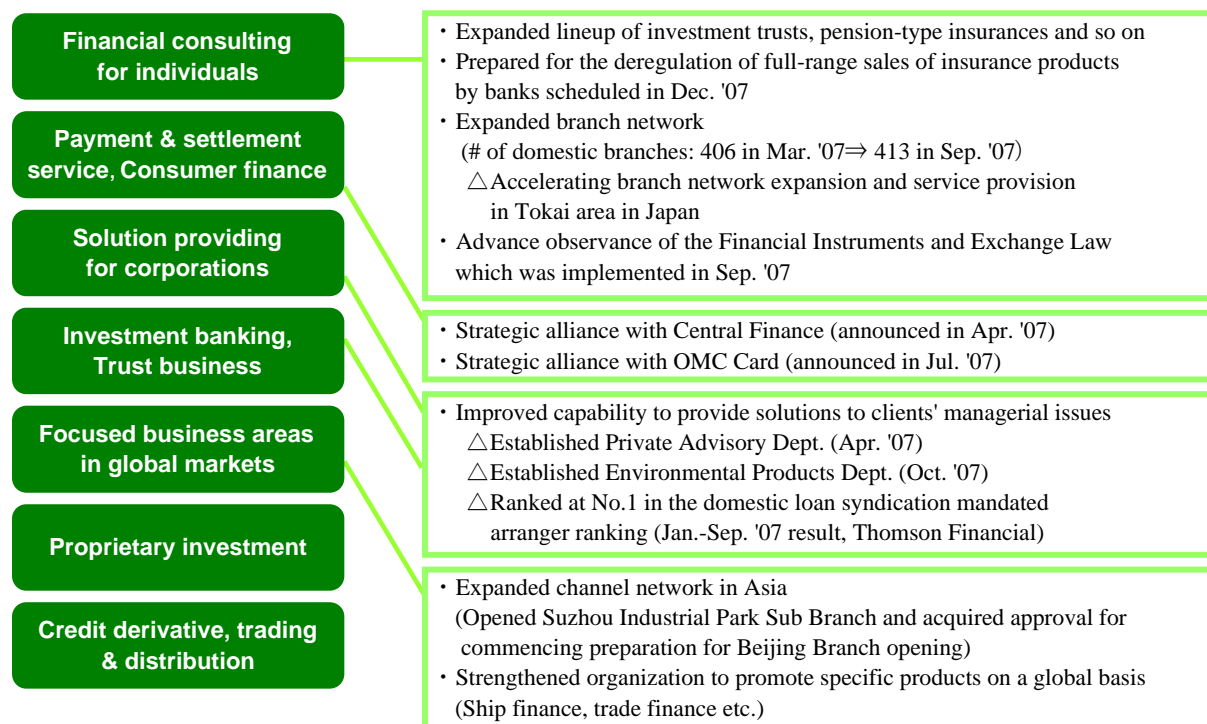 Financial consulting
for individuals
Payment & settlement
service, Consumer finance
Solution providing
for corporations
Investment banking,
Trust business
Focused business areas
in global markets
Proprietary investment
Credit derivative, trading
& distribution
・Expanded lineup of investment trusts, pension-type insurances and so on
・Prepared for the deregulation of full-range sales of insurance products
by banks scheduled in Dec. '07
・Expanded branch network
(# of domestic branches: 406 in Mar. '07⇒ 413 in Sep. '07)
△Accelerating branch network expansion and service provision
in Tokai area in Japan
・Advance observance of the Financial Instruments and Exchange Law
which was implemented in Sep. '07
・Strategic alliance with Central Finance (announced in Apr. '07)
・Strategic alliance with OMC Card (announced in Jul. '07)
・Improved capability to provide solutions to clients' managerial issues
△Established Private Advisory Dept. (Apr. '07)
△Established Environmental Products Dept. (Oct. '07)
△Ranked at No.1 in the domestic loan syndication mandated
arranger ranking (Jan.-Sep. '07 result, Thomson Financial)
・Expanded channel network in Asia
(Opened Suzhou Industrial Park Sub Branch and acquired approval for
commencing preparation for Beijing Branch opening)
・Strengthened organization to promote specific products on a global basis
(Ship finance, trade finance etc.)